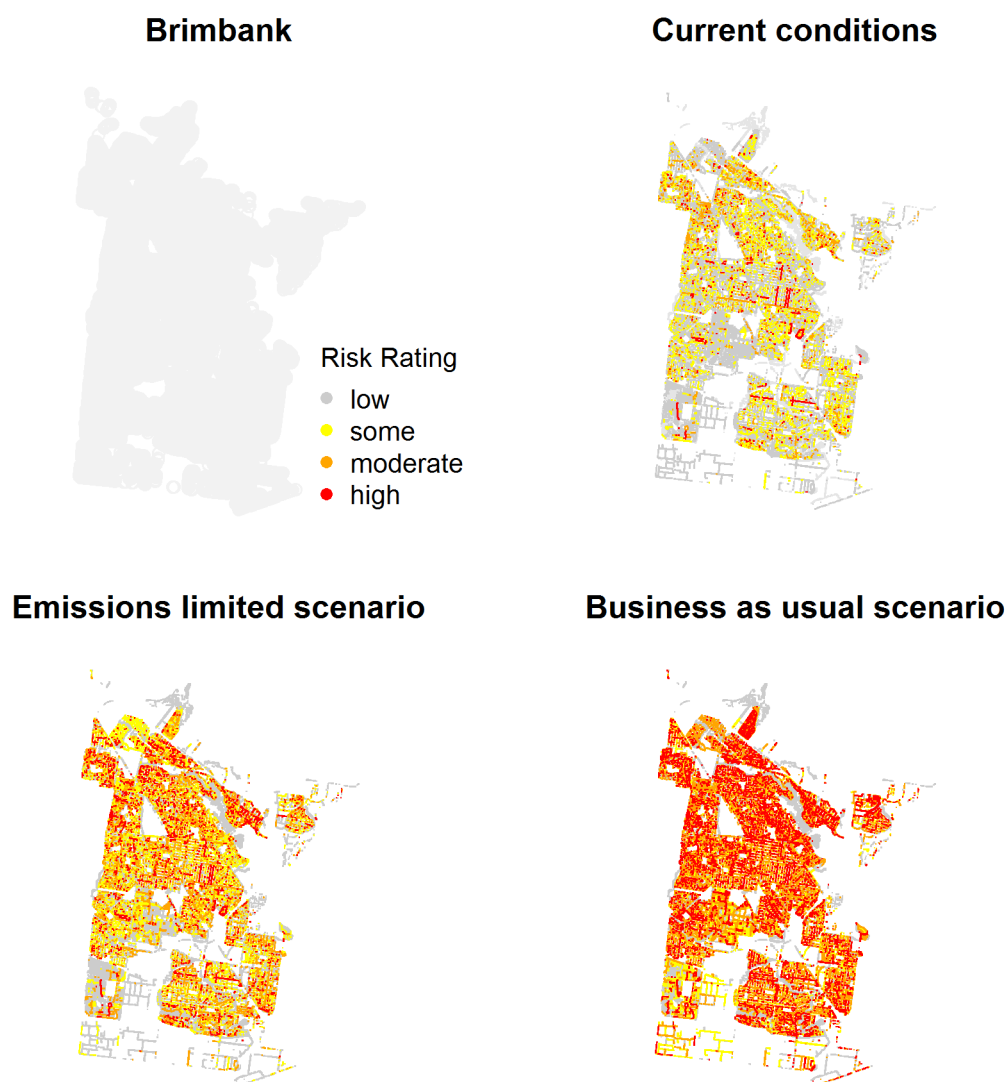 Brimbank
Current conditions
Risk Rating
low
some
moderate
high
Emissions limited scenario
Business as usual scenario